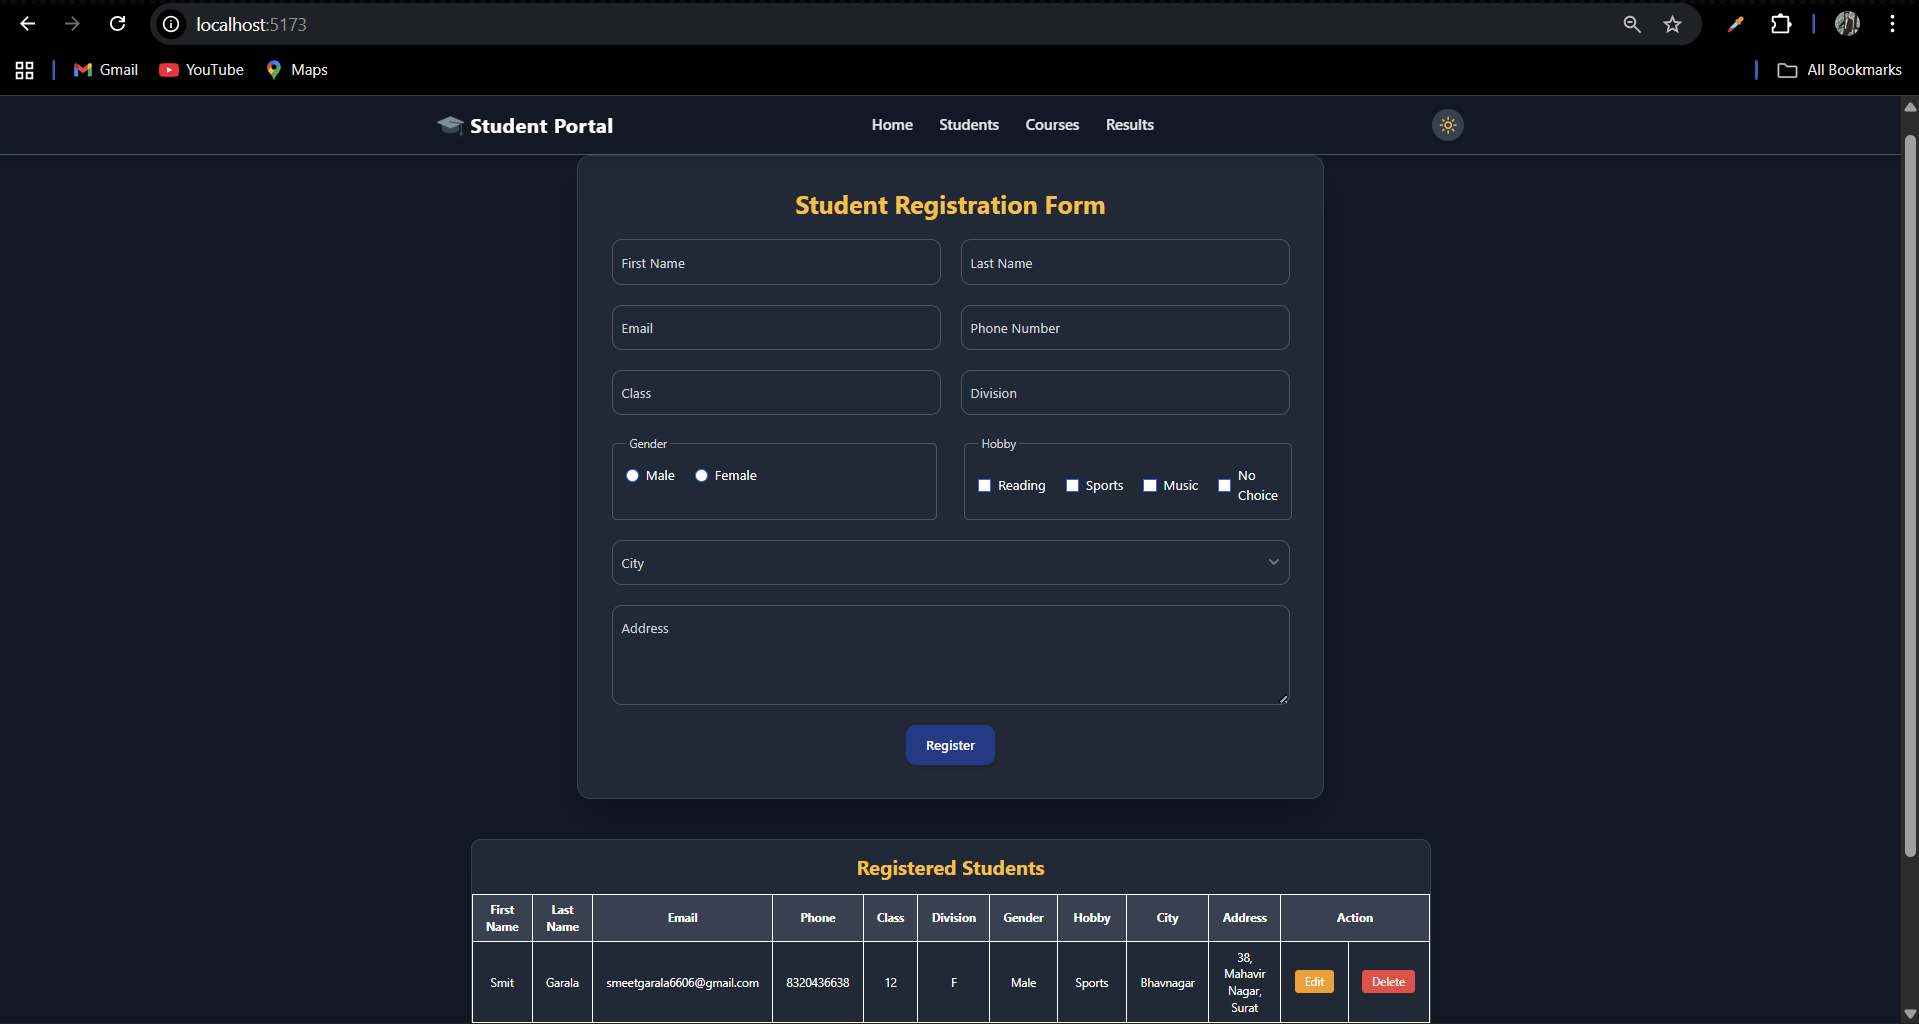 localhost:5173
Gmail YouTube Maps All Bookmarks
Student Portal Home Students Courses Results
Student Registration Form
First Name Last Name
Email Phone Number
Class Division
Gender Hobby
Male Female Reading Sports Music No Choice
City
Address
Register
Registered Students
First Name Last Name Email Phone Class Division Gender Hobby City Address Action
Smit Garala smeetgarala6606@gmail.com 8320436638 12 F Male Sports Bhavnagar 38, Mahavir Nagar, Surat Edit Delete